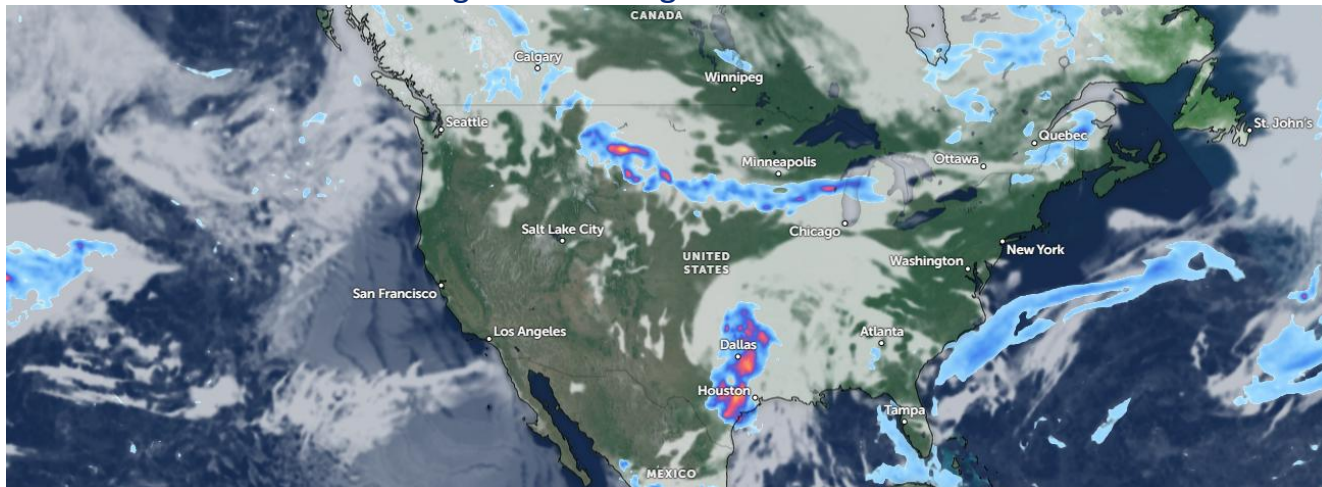 CANADA
Calgary
Winnipeg
Seattle
Quebec
St. John's
Minneapolis
Ottawa
Salt Lake City
Chicago
UNITED
STATES
Washington
New York
San Francisco
Los Angeles
Dallas
Atlanta
Houston
Tampa
MEXICO